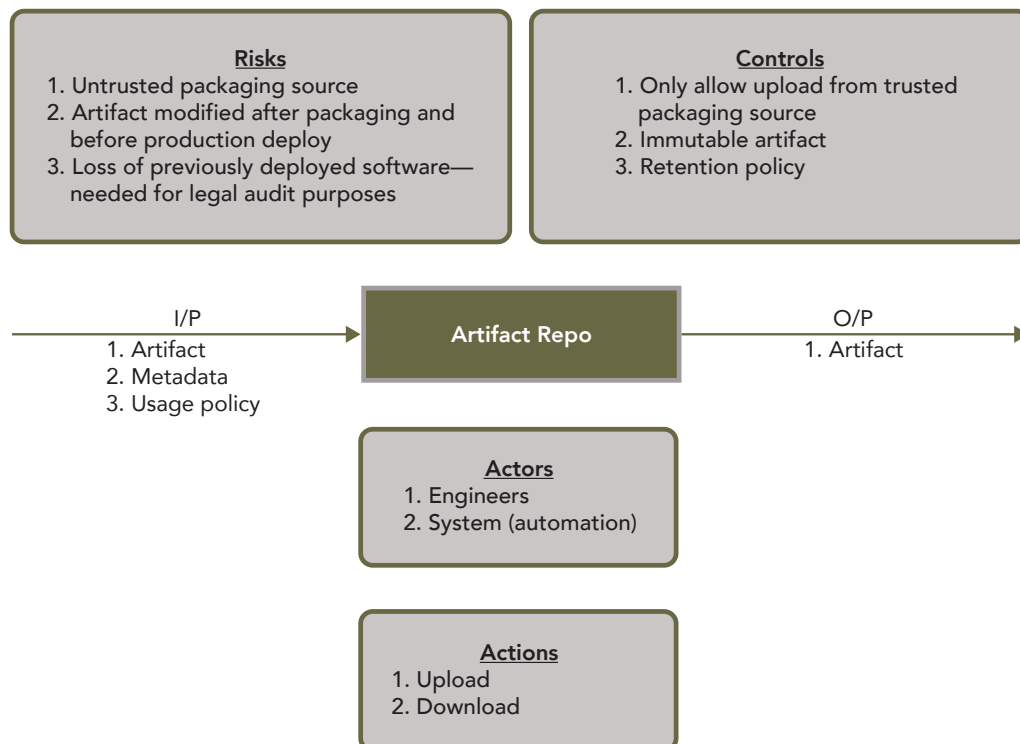 Risks
1. Untrusted packaging source
2. Artifact modified after packaging and
before production deploy
3. Loss of previously deployed software—
needed for legal audit purposes
Controls
1. Only allow upload from trusted
packaging source
2. Immutable artifact
3. Retention policy
I/P
1. Artifact
2. Metadata
3. Usage policy
Artifact Repo
O/P
1. Artifact
Actors
1. Engineers
2. System (automation)
Actions
1. Upload
2. Download